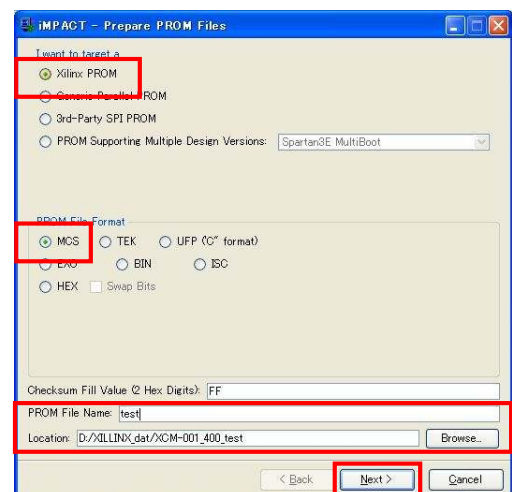 iMPACT - Prepare PROM Files
I want to target a
Xilinx PROM
Generic Parallel PROM
3rd-Party SPI PROM
PROM Supporting Multiple Design Versions: Spartan3E MultiBoot
PROM File Format
MCS TEK UFP ("C" format)
EXO BIN ISC
HEX Swap Bits
Checksum Fill Value (2 Hex Digits): FF
PROM File Name: test
Location: D:/XILLINX_dat/XCM-001_400_test Browse...
< Back Next > Cancel